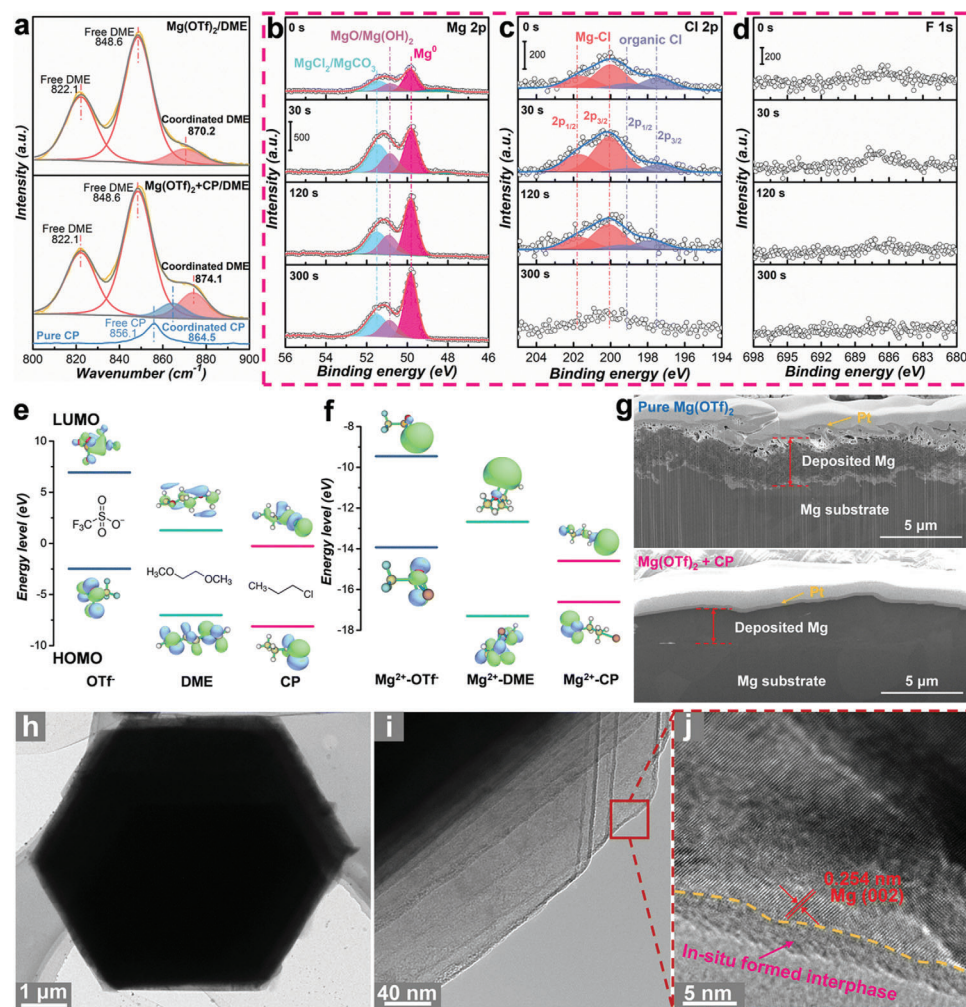 a
Mg(OTf)₂/DME
Free DME
848.6
Free DME
822.1
Coordinated DME
870.2
Mg(OTf)₂+CP/DME
Free DME
848.6
Free DME
822.1
Coordinated DME
874.1
Free CP
856.1
Coordinated CP
864.5
Pure CP
Intensity (a.u.)
800 820 840 860 880 900
Wavenumber (cm⁻¹)
b Mg 2p
0 s
MgO/Mg(OH)₂
Mg⁰
MgCl₂/MgCO₃
30 s
500
120 s
300 s
Intensity (a.u.)
56 54 52 50 48 46
Binding energy (eV)
c Cl 2p
0 s
200
Mg-Cl organic Cl
30 s
2p1/2 2p3/2 2p1/2 2p3/2
120 s
300 s
Intensity (a.u.)
204 202 200 198 196 194
Binding energy (eV)
d F 1s
0 s
200
30 s
120 s
300 s
Intensity (a.u.)
698 695 692 689 686 683 680
Binding energy (eV)
e
LUMO
Energy level (eV)
10
5
0
-5
-10
F₃C-S-O⁻
O
O
H₃CO
OCH₃
CH₃
Cl
HOMO
OTf⁻ DME CP
f
Energy level (eV)
-8
-10
-12
-14
-16
-18
Mg²⁺-OTf⁻ Mg²⁺-DME Mg²⁺-CP
g
Pure Mg(OTf)₂
Pt
Deposited Mg
Mg substrate
5 µm
Mg(OTf)₂ + CP
Pt
Deposited Mg
Mg substrate
5 µm
h
1 µm
i
40 nm
j
0.254 nm
Mg (002)
In-situ formed interphase
5 nm